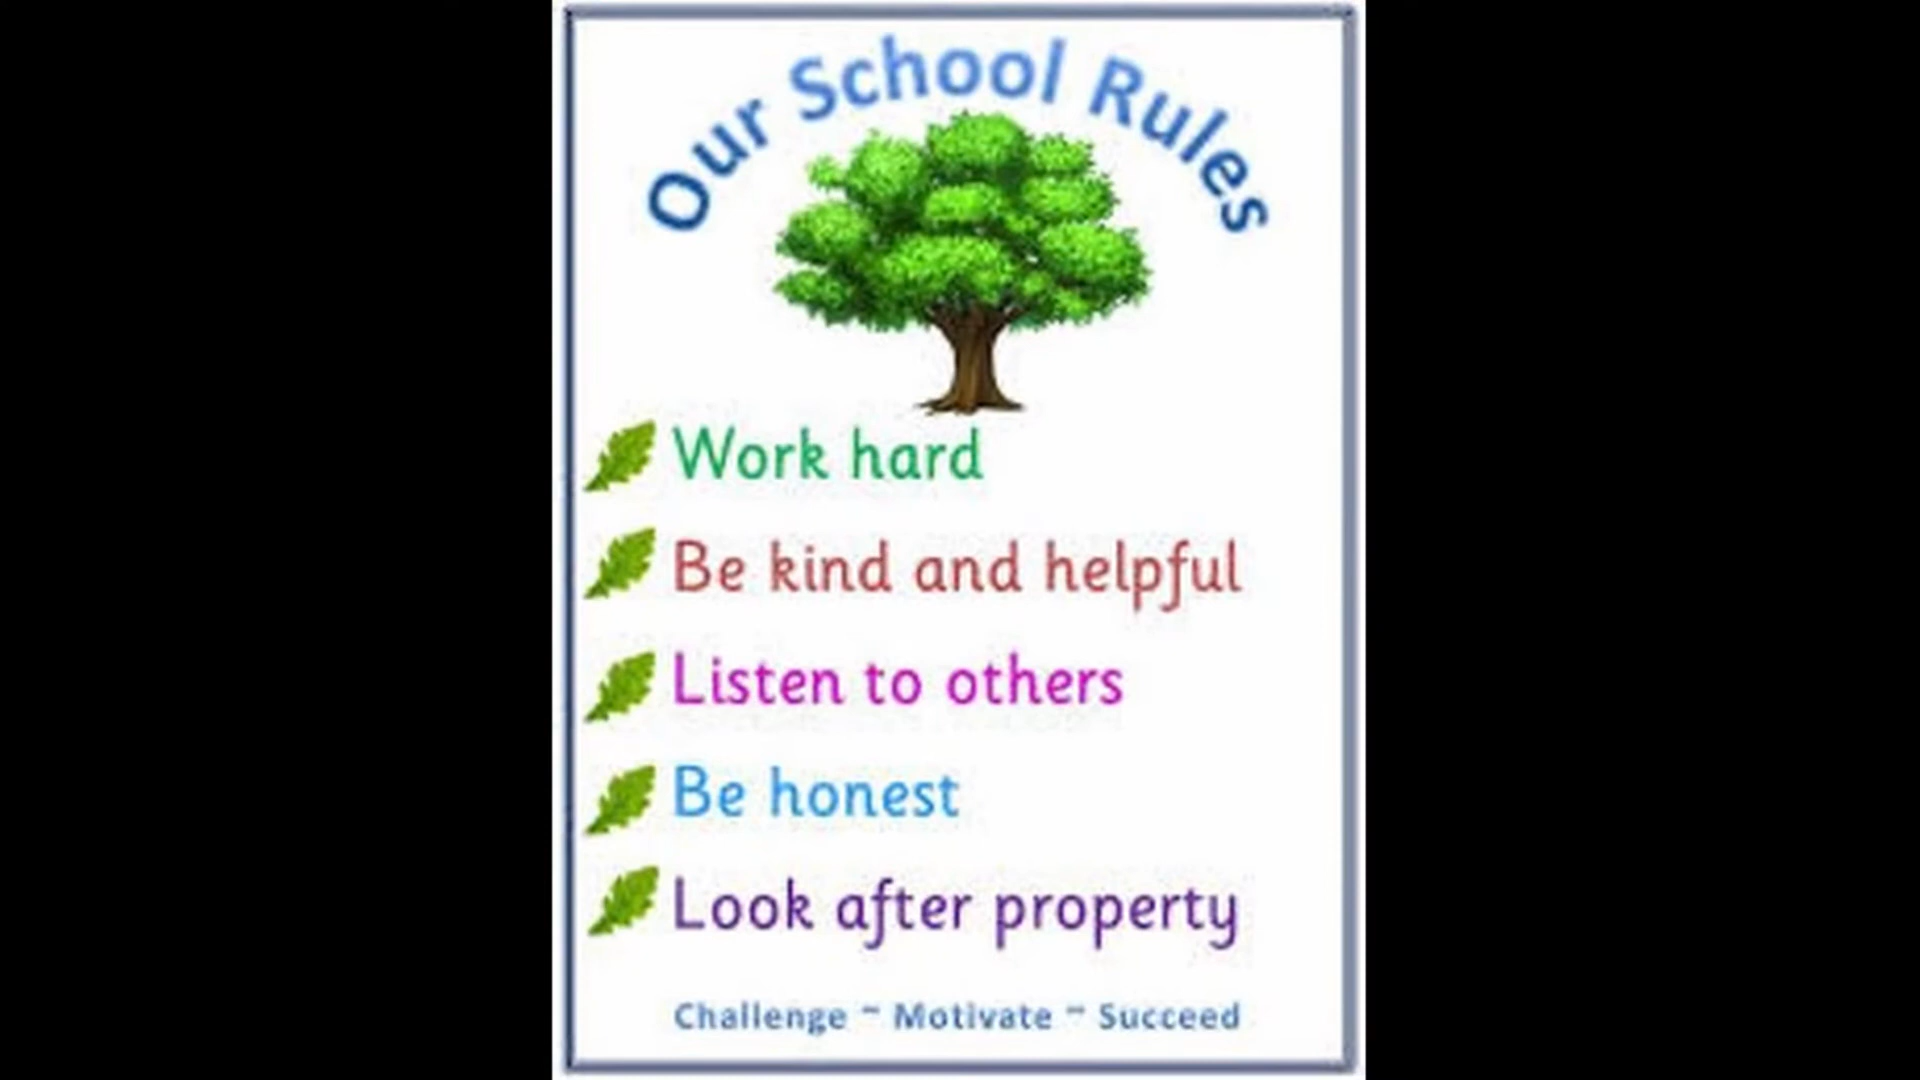 Our School Rules
Work hard
Be kind and helpful
Listen to others
Be honest
Look after property
Challenge ~ Motivate ~ Succeed